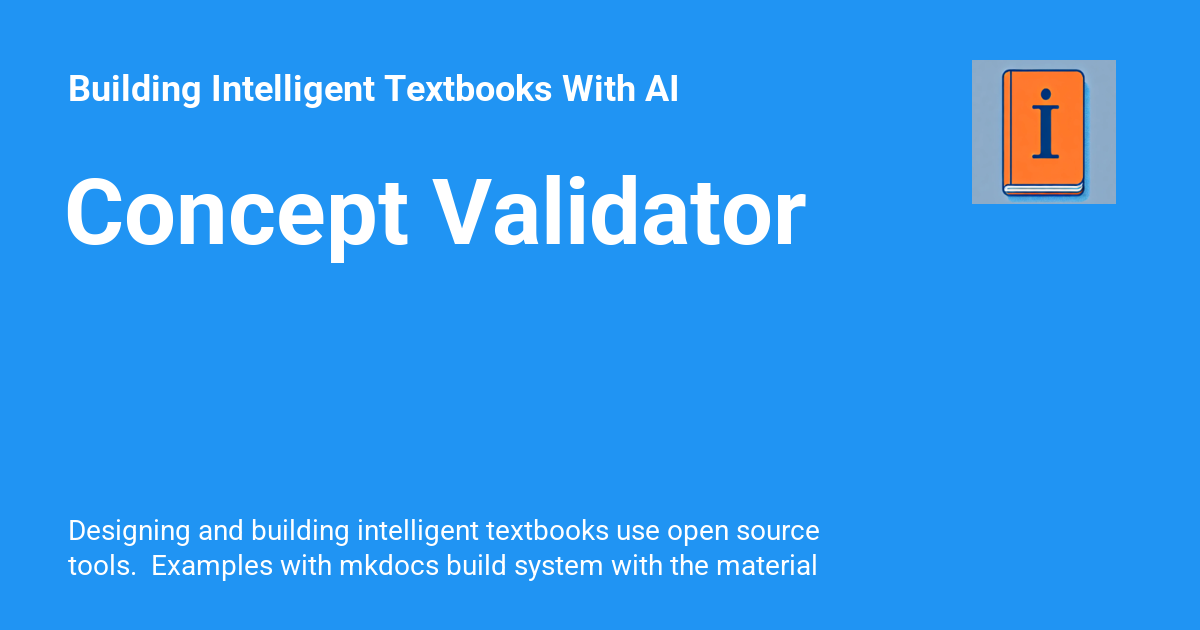 Building Intelligent Textbooks With AI
i
Concept Validator
Designing and building intelligent textbooks use open source
tools.  Examples with mkdocs build system with the material